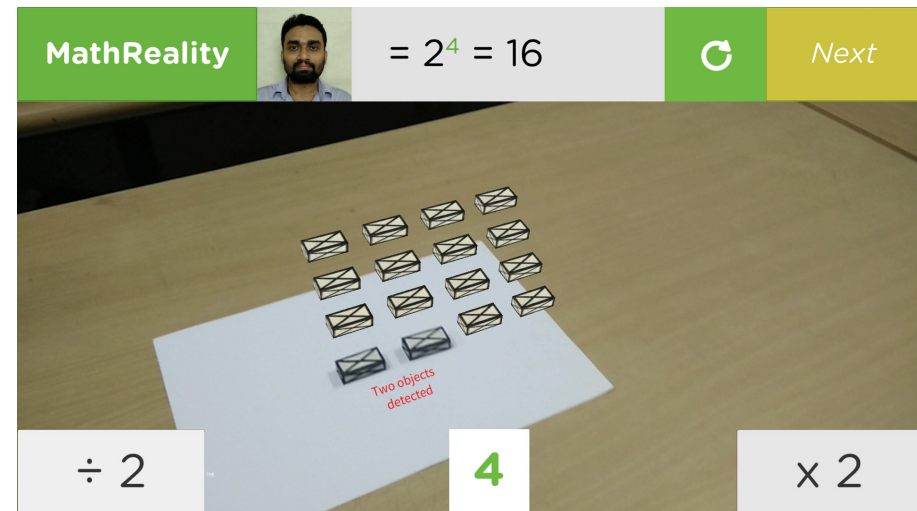 MathReality
= 2⁴ = 16
Next
Two objects
detected
÷ 2
4
x 2